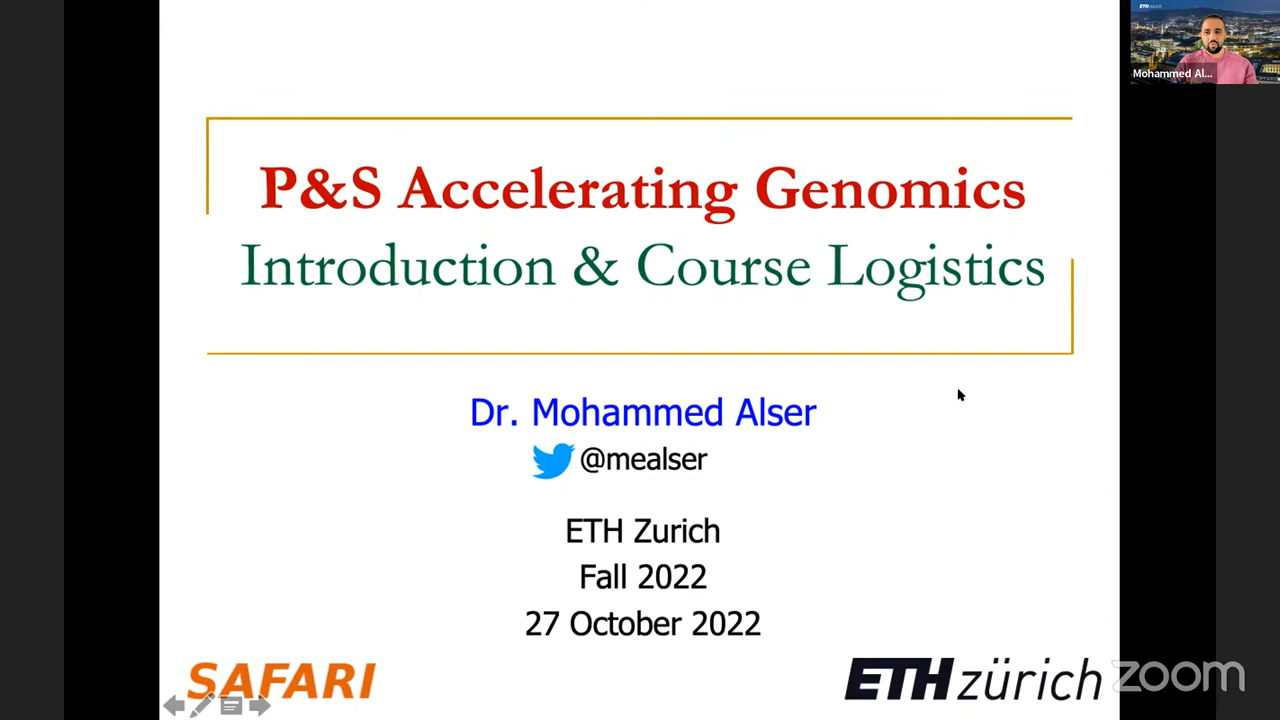 ETHzürich
Mohammed Al...
P&S Accelerating Genomics
Introduction & Course Logistics
Dr. Mohammed Alser
@mealser
ETH Zurich
Fall 2022
27 October 2022
SAFARI
ETH zürich
zoom